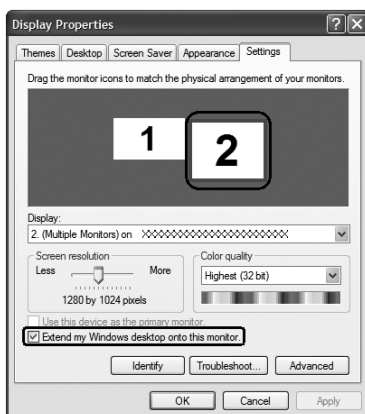 Display Properties
Themes Desktop Screen Saver Appearance Settings
Drag the monitor icons to match the physical arrangement of your monitors.
1 2
Display:
2. (Multiple Monitors) on XXXXXXXXXXXXXXXXXXXXXX
Screen resolution Color quality
Less More Highest (32 bit)
1280 by 1024 pixels
Use this device as the primary monitor.
Extend my Windows desktop onto this monitor.
Identify Troubleshoot... Advanced
OK Cancel Apply